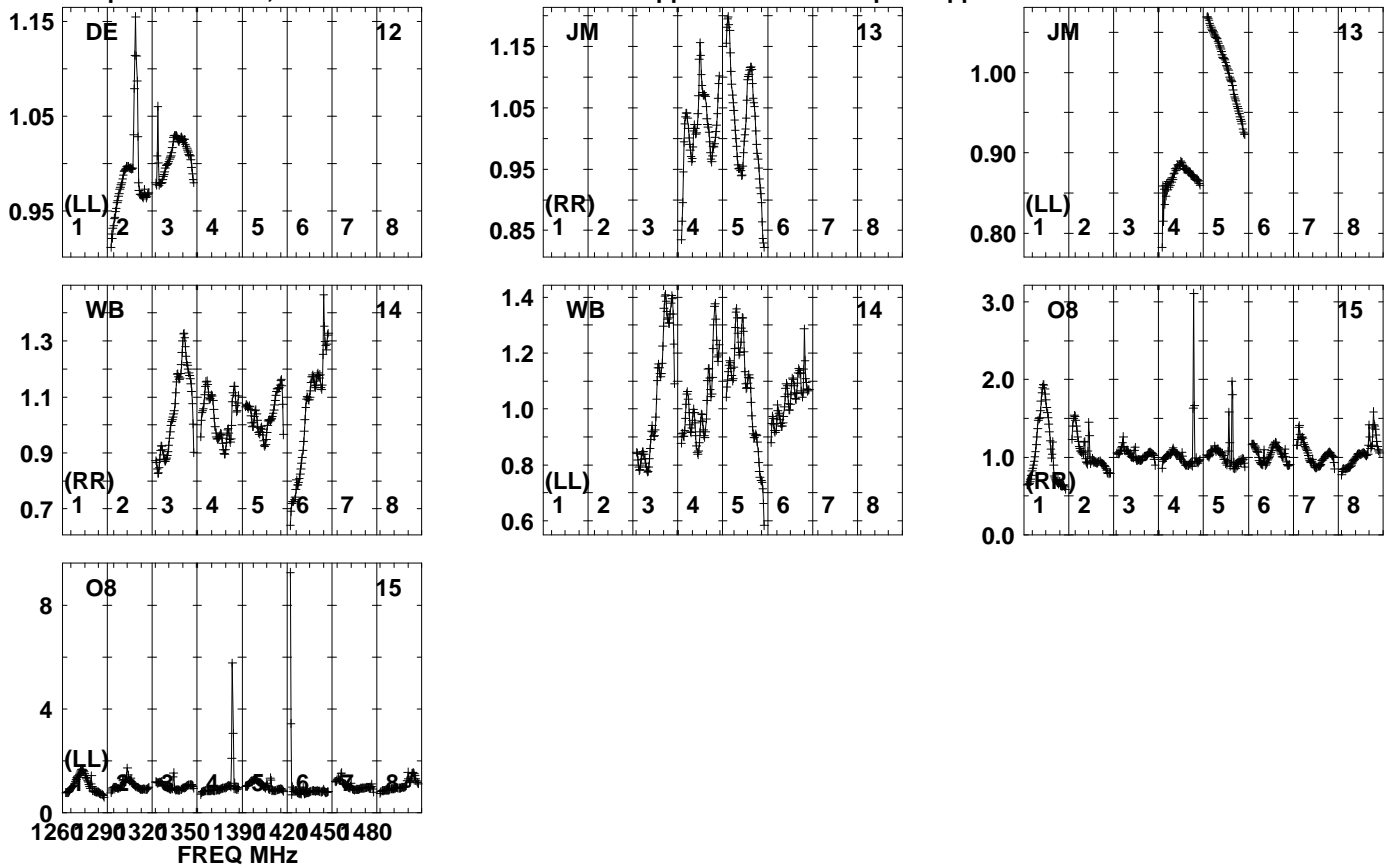 DE 12
1.15
1.05
0.95
(LL)
1 2 3 4 5 6 7 8
JM 13
1.15
1.05
0.95
0.85
(RR)
1 2 3 4 5 6 7 8
JM 13
1.00
0.90
0.80
(LL)
1 2 3 4 5 6 7 8
WB 14
1.3
1.1
0.9
0.7
(RR)
1 2 3 4 5 6 7 8
WB 14
1.4
1.2
1.0
0.8
0.6
(LL)
1 2 3 4 5 6 7 8
O8 15
3.0
2.0
1.0
0.0
(RR)
1 2 3 4 5 6 7 8
O8 15
8
4
0
(LL)
1 2 3 4 5 6 7 8
1260 1290 1320 1350 1390 1420 1450 1480
FREQ MHz